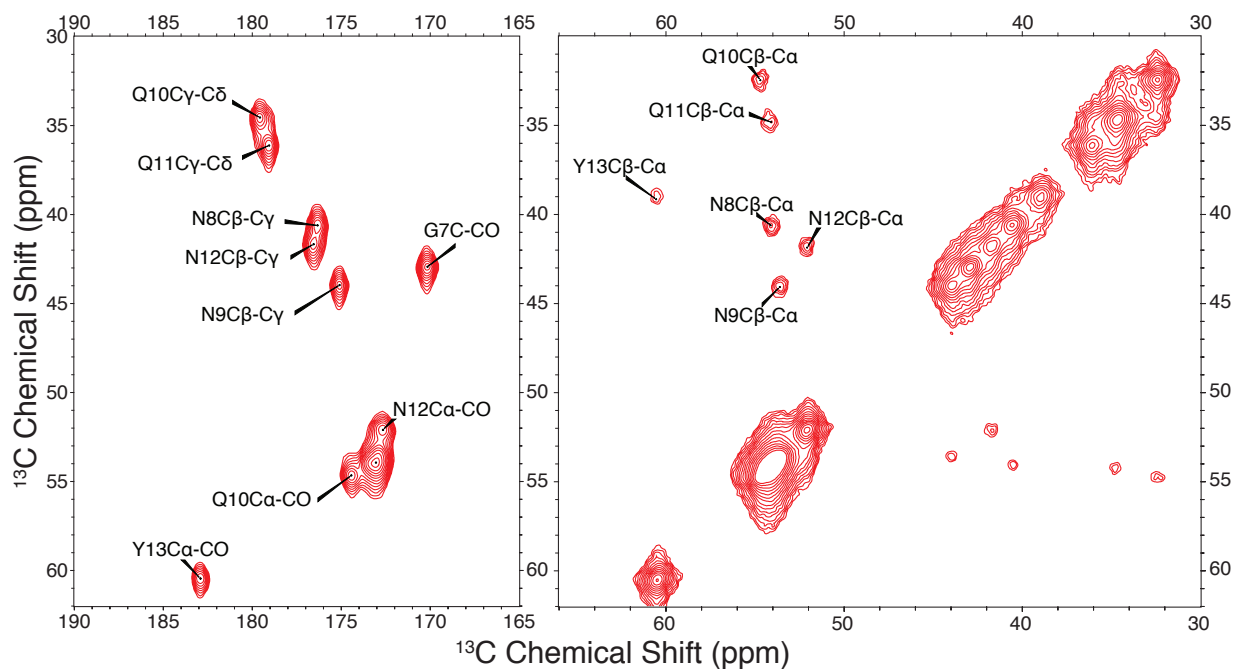 190 185 180 175 170 165
60 50 40 30
30
35
40
45
50
55
60
30
35
40
45
50
55
60
Q10Cγ-Cδ
Q11Cγ-Cδ
N8Cβ-Cγ
N12Cβ-Cγ
G7C-CO
N9Cβ-Cγ
N12Cα-CO
Q10Cα-CO
Y13Cα-CO
Q10Cβ-Cα
Q11Cβ-Cα
Y13Cβ-Cα
N8Cβ-Cα
N12Cβ-Cα
N9Cβ-Cα
190 185 180 175 170 165
60 50 40 30
¹³C Chemical Shift (ppm)
¹³C Chemical Shift (ppm)